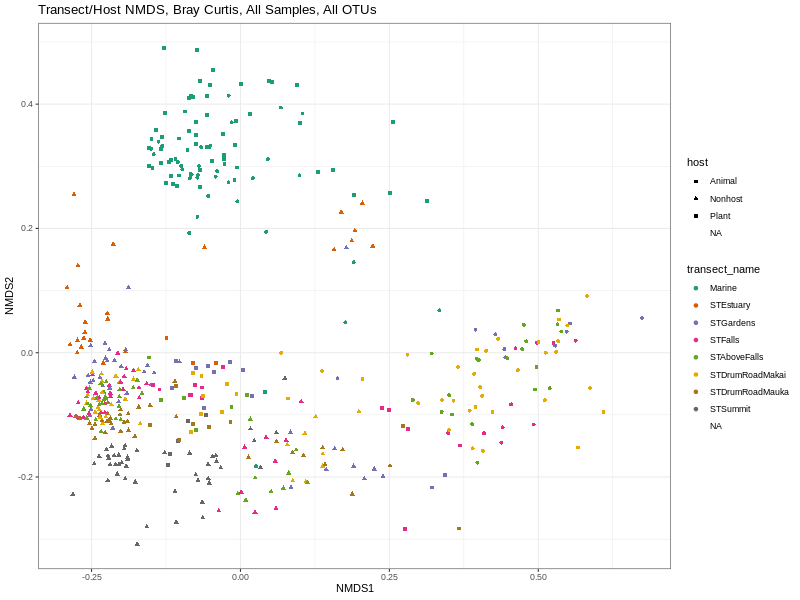 Transect/Host NMDS, Bray Curtis, All Samples, All OTUs
NMDS2
0.4
0.2
0.0
-0.2
-0.25
0.00
0.25
0.50
NMDS1
host
Animal
Nonhost
Plant
NA
transect_name
Marine
STEstuary
STGardens
STFalls
STAboveFalls
STDrumRoadMakai
STDrumRoadMauka
STSummit
NA